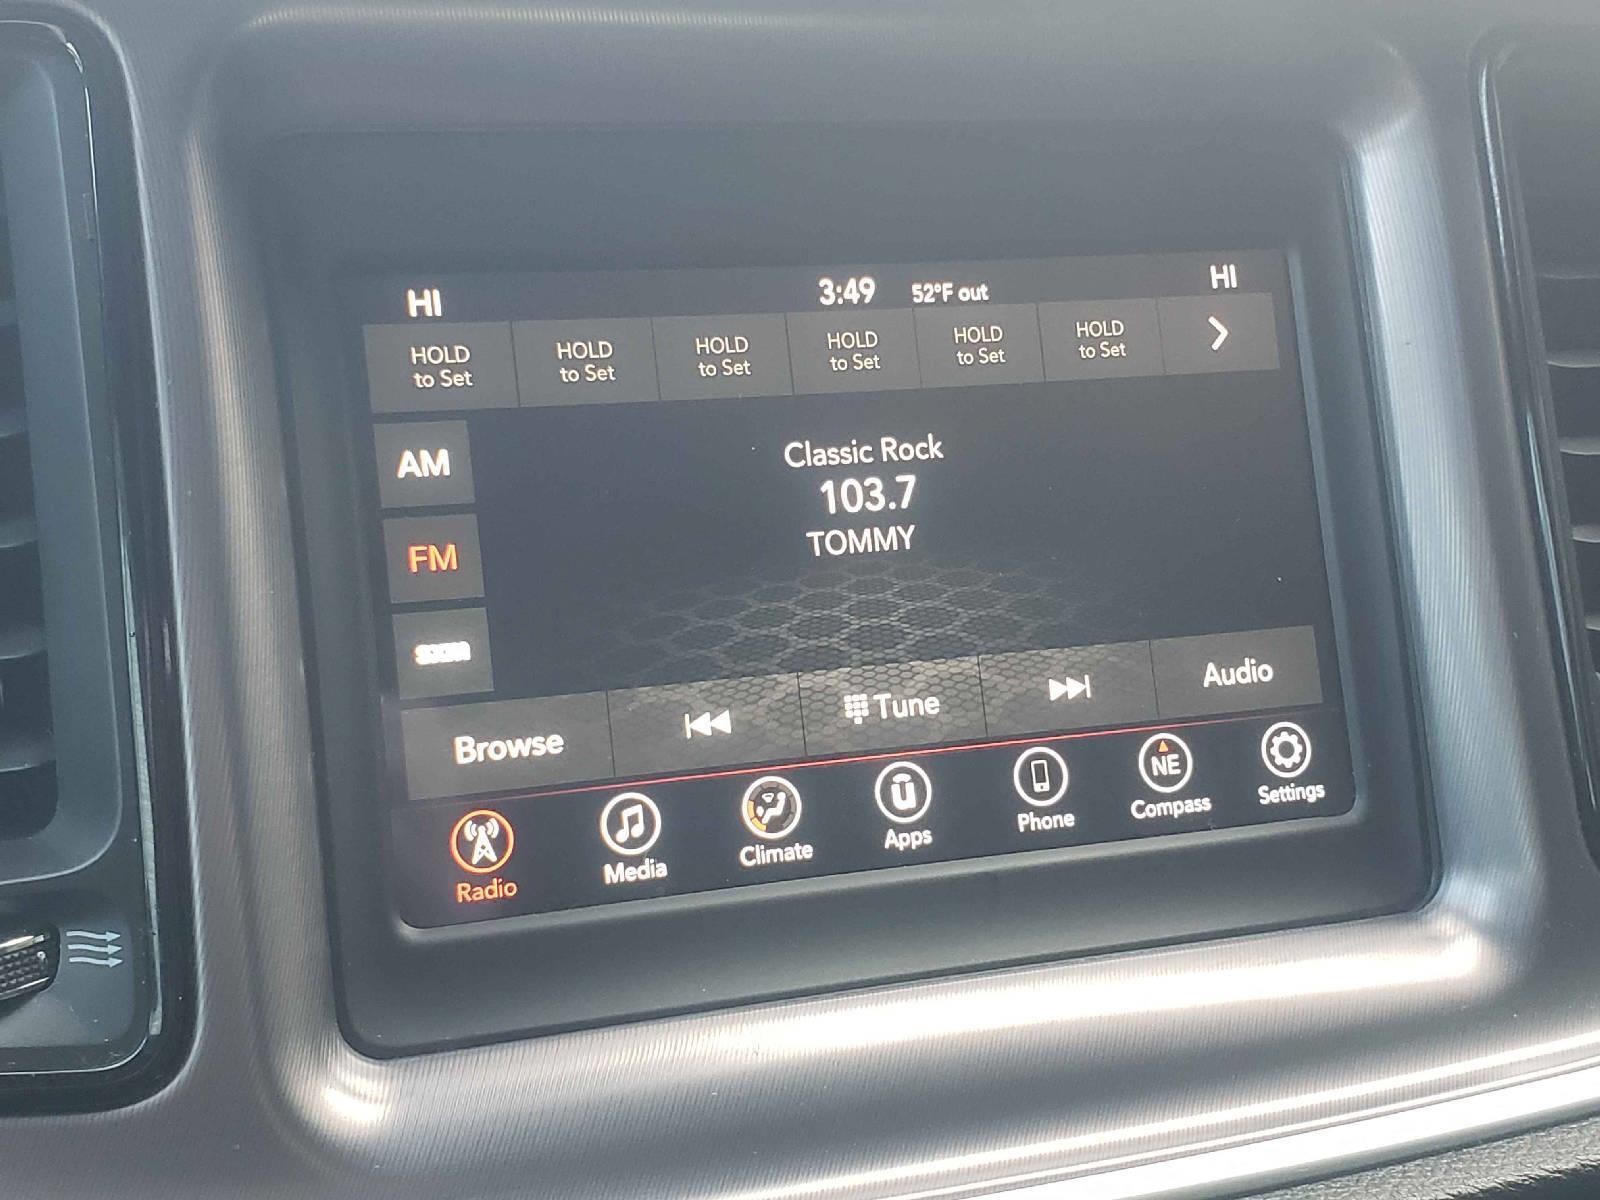 HI 3:49 52°F out HI
HOLD to Set
HOLD to Set
HOLD to Set
HOLD to Set
HOLD to Set
HOLD to Set
AM
Classic Rock
103.7
TOMMY
FM
Browse Tune Audio
Radio Media Climate Apps Phone NE Compass Settings